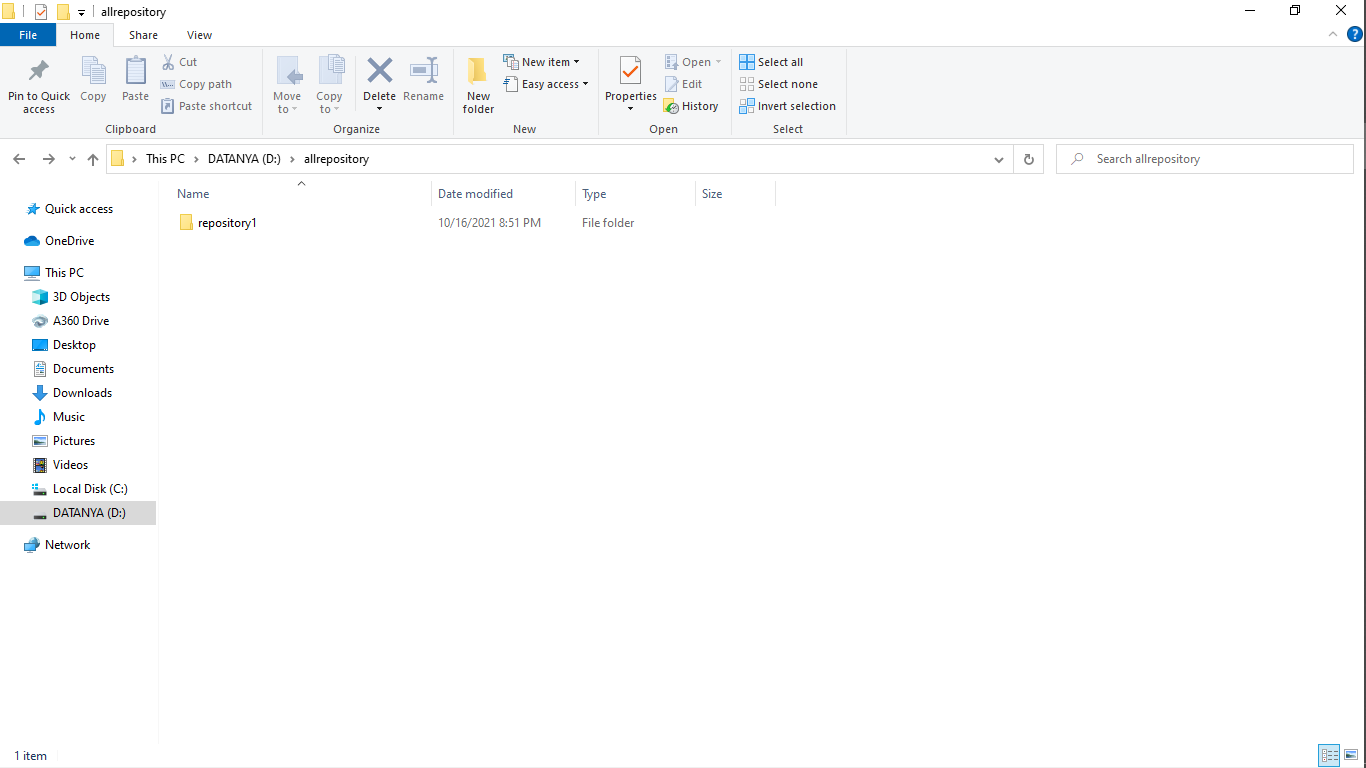 allrepository
File Home Share View
Pin to Quick access
Copy
Paste
Cut
Copy path
Paste shortcut
Clipboard
Move to
Copy to
Delete
Rename
Organize
New folder
New item
Easy access
New
Properties
Open
Edit
History
Open
Select all
Select none
Invert selection
Select
This PC > DATANYA (D:) > allrepository
Search allrepository
Name Date modified Type Size
repository1 10/16/2021 8:51 PM File folder
Quick access
OneDrive
This PC
3D Objects
A360 Drive
Desktop
Documents
Downloads
Music
Pictures
Videos
Local Disk (C:)
DATANYA (D:)
Network
1 item